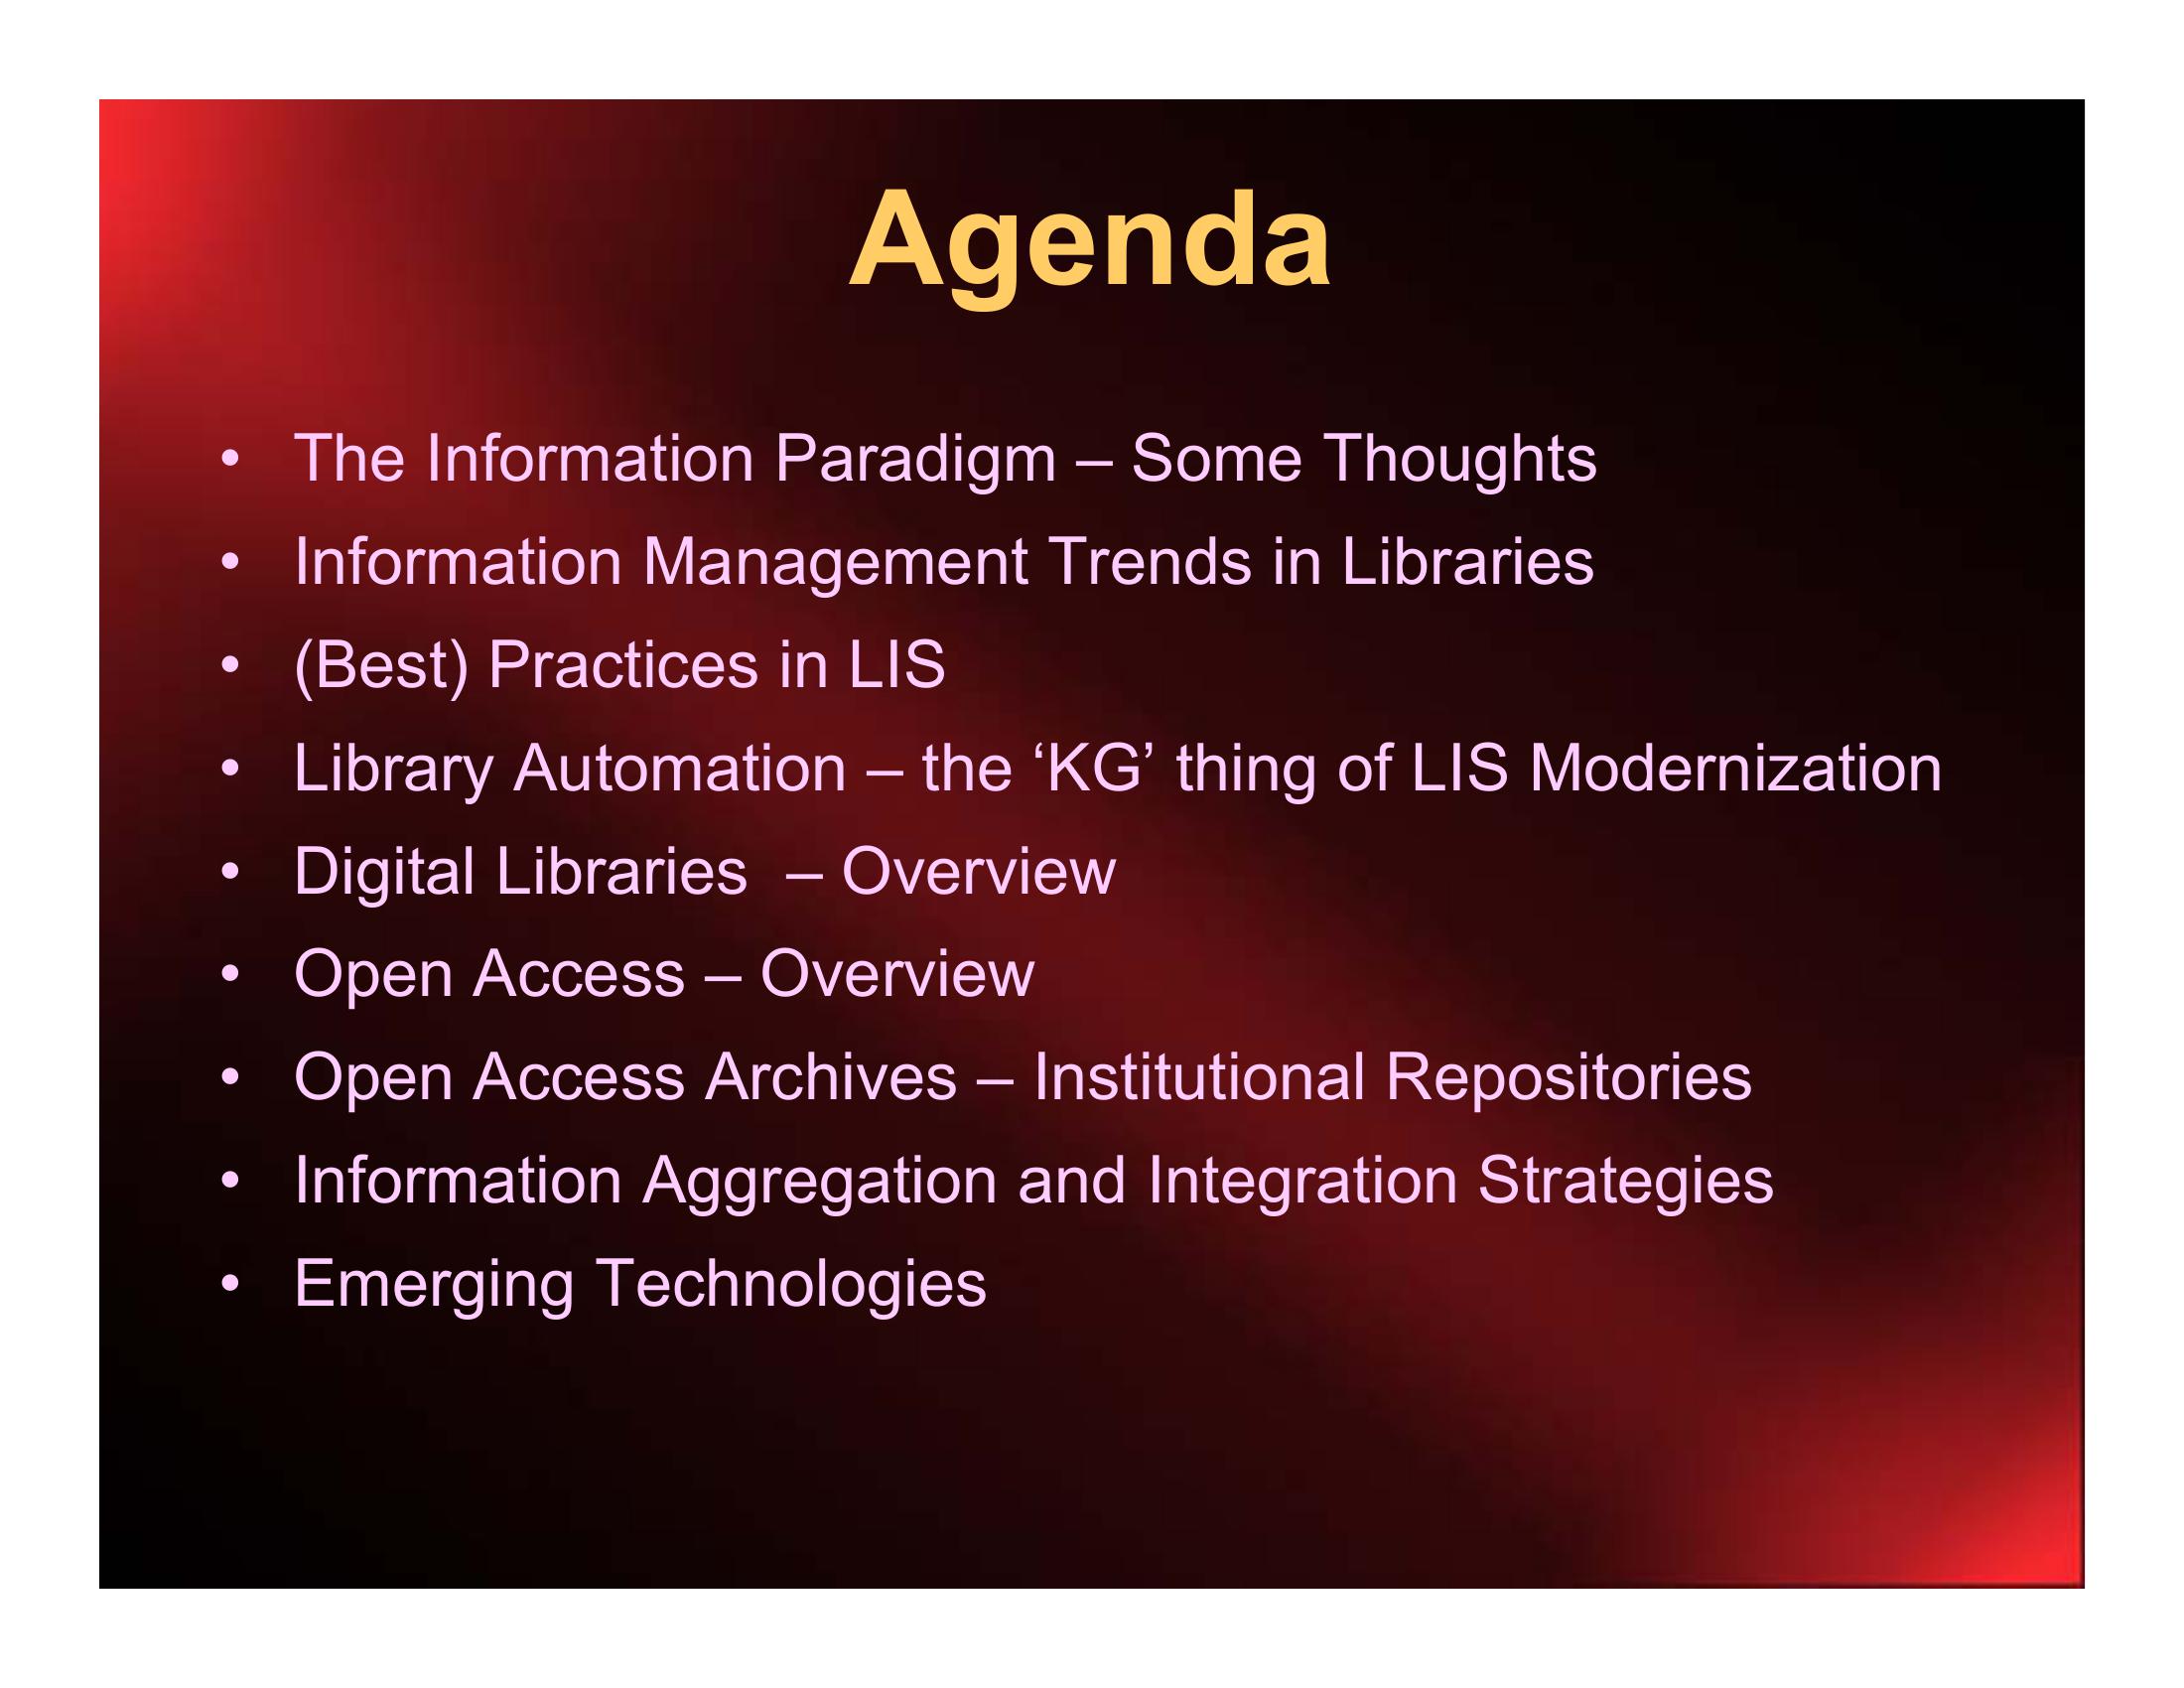 Agenda
• The Information Paradigm – Some Thoughts
• Information Management Trends in Libraries
• (Best) Practices in LIS
• Library Automation – the ‘KG’ thing of LIS Modernization
• Digital Libraries  – Overview
• Open Access – Overview
• Open Access Archives – Institutional Repositories
• Information Aggregation and Integration Strategies
• Emerging Technologies